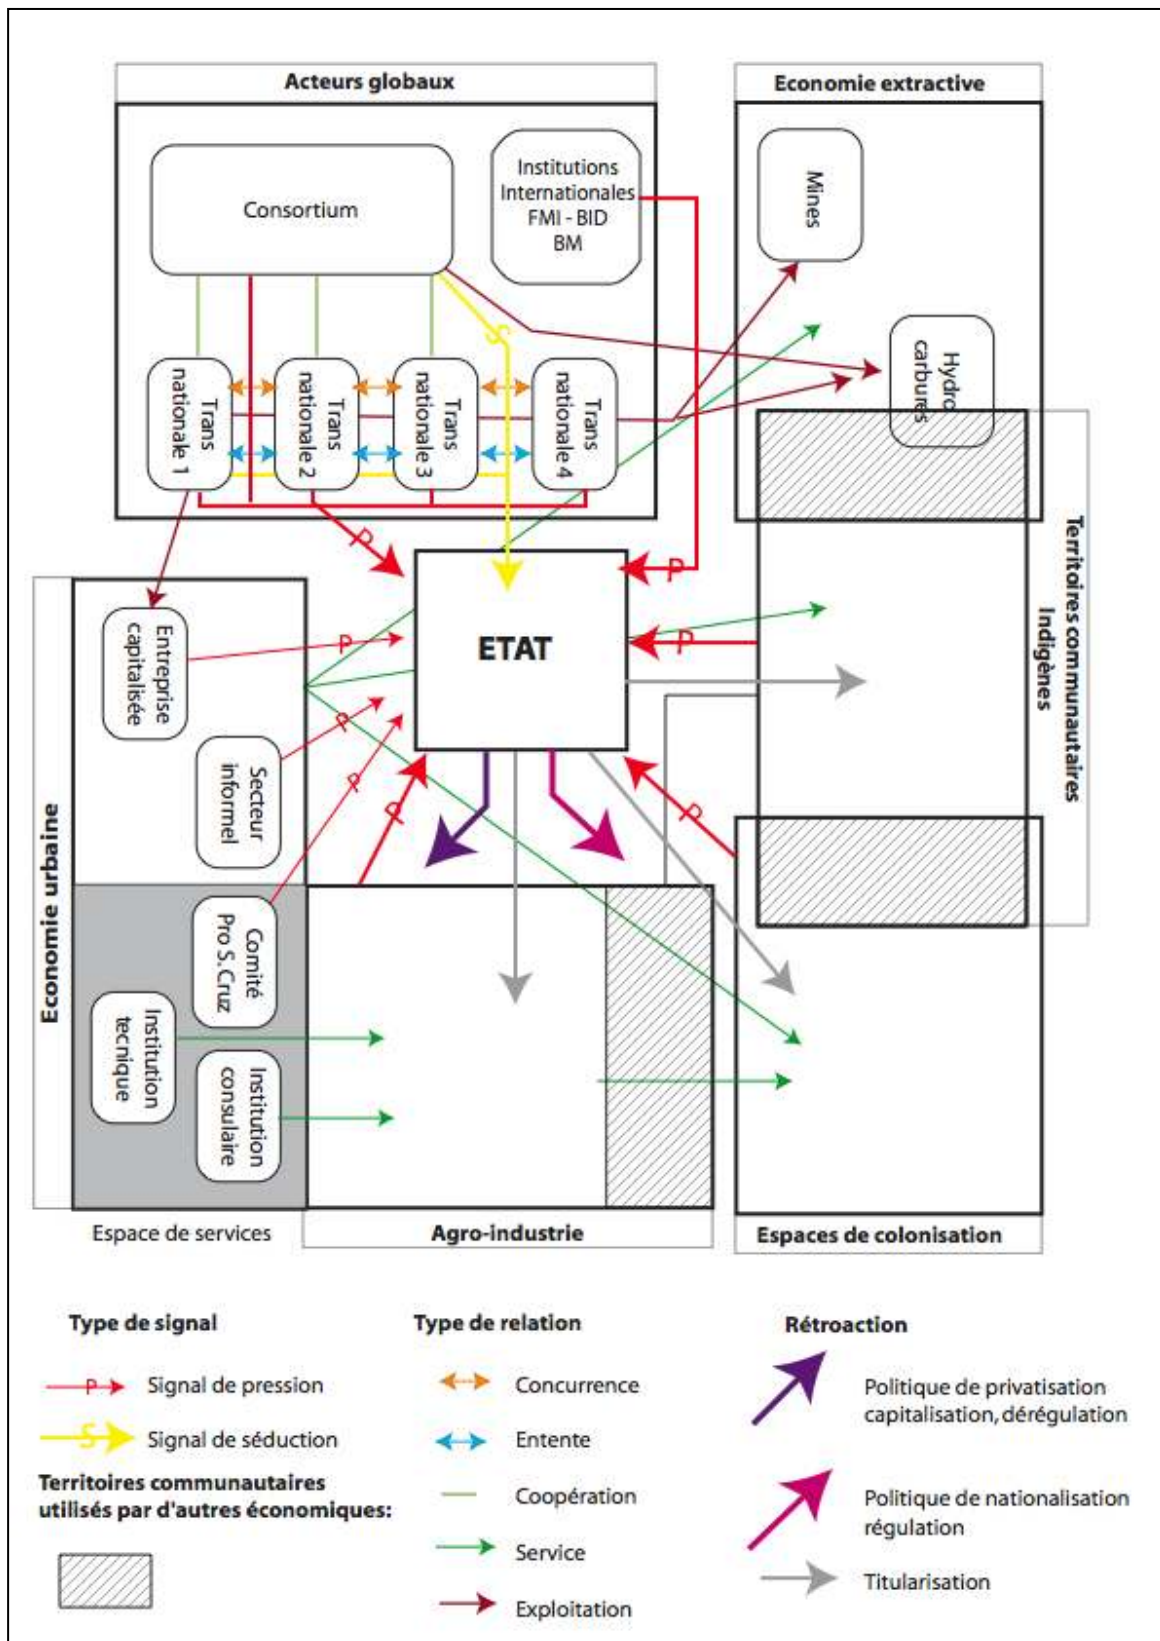 Acteurs globaux
Economie extractive
Consortium
Institutions
Internationales
FMI - BID
BM
Mines
Hydro
carbures
S
Trans
nationale 1
Trans
nationale 2
Trans
nationale 3
Trans
nationale 4
P
P
Territoires communautaires
Indigènes
ETAT
P
P
Entreprise
capitalisée
P
P
Secteur
informel
P
P
Economie urbaine
Comité
Pro S. Cruz
Institution
tecnique
Institution
consulaire
Espace de services
Agro-industrie
Espaces de colonisation
Type de signal
P
Signal de pression
S
Signal de séduction
Territoires communautaires
utilisés par d'autres économiques:
Type de relation
Concurrence
Entente
Coopération
Service
Exploitation
Rétroaction
Politique de privatisation
capitalisation, dérégulation
Politique de nationalisation
régulation
Titularisation